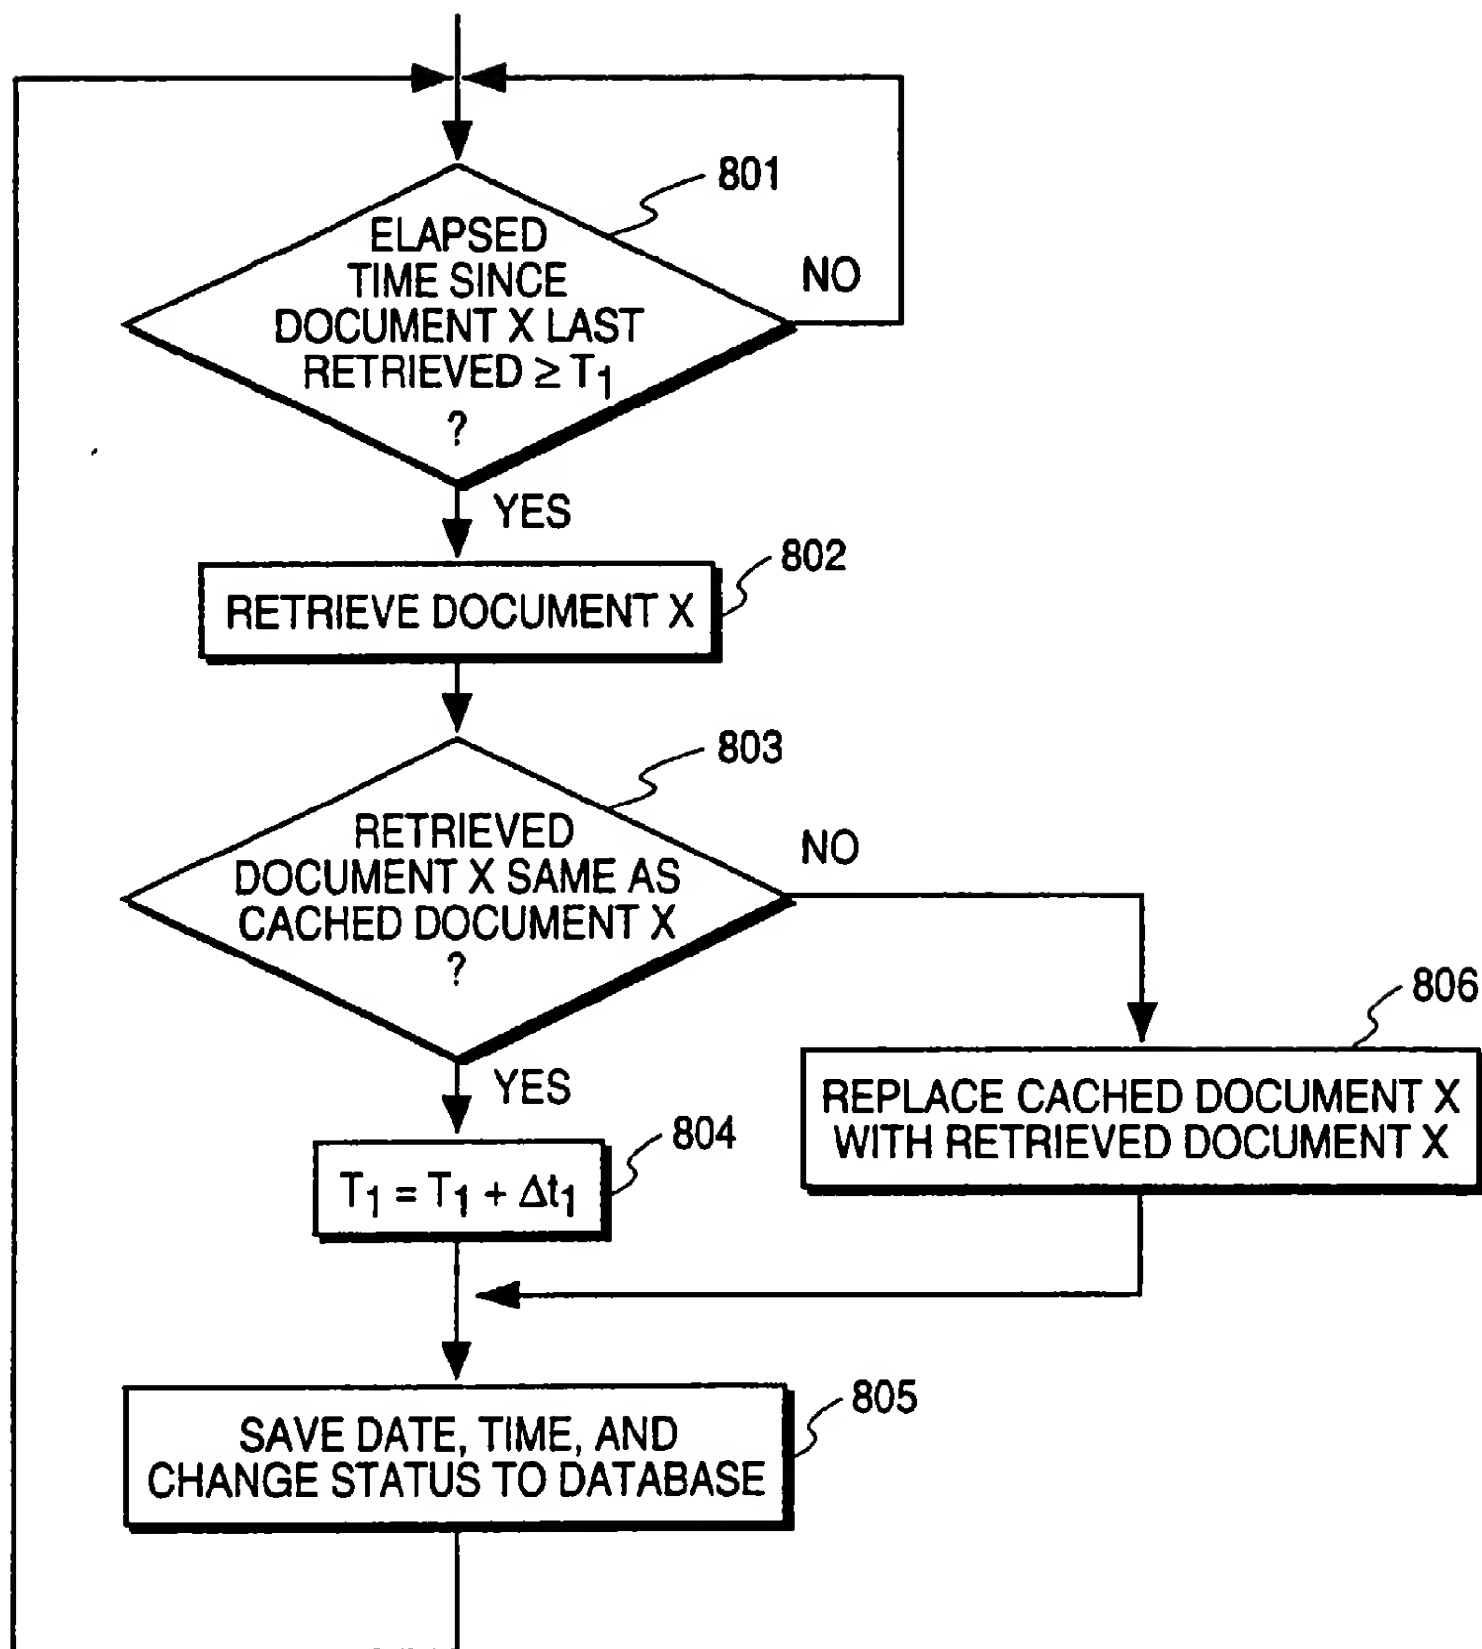 801
ELAPSED
TIME SINCE
DOCUMENT X LAST
RETRIEVED ≥ T1
?
NO
YES
802
RETRIEVE DOCUMENT X
803
RETRIEVED
DOCUMENT X SAME AS
CACHED DOCUMENT X
?
NO
YES
806
REPLACE CACHED DOCUMENT X
WITH RETRIEVED DOCUMENT X
804
T1 = T1 + Δt1
805
SAVE DATE, TIME, AND
CHANGE STATUS TO DATABASE